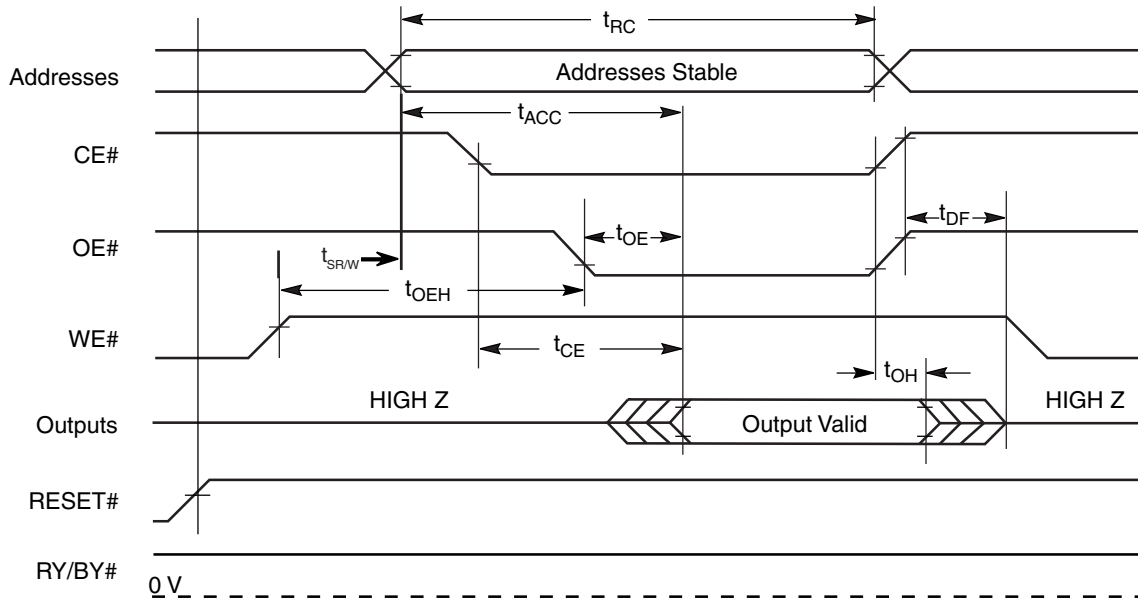 tRC
Addresses
Addresses Stable
tACC
CE#
tDF
OE#
tOE
tSR/W
tOEH
WE#
tCE
tOH
HIGH Z
HIGH Z
Outputs
Output Valid
RESET#
RY/BY#
0 V